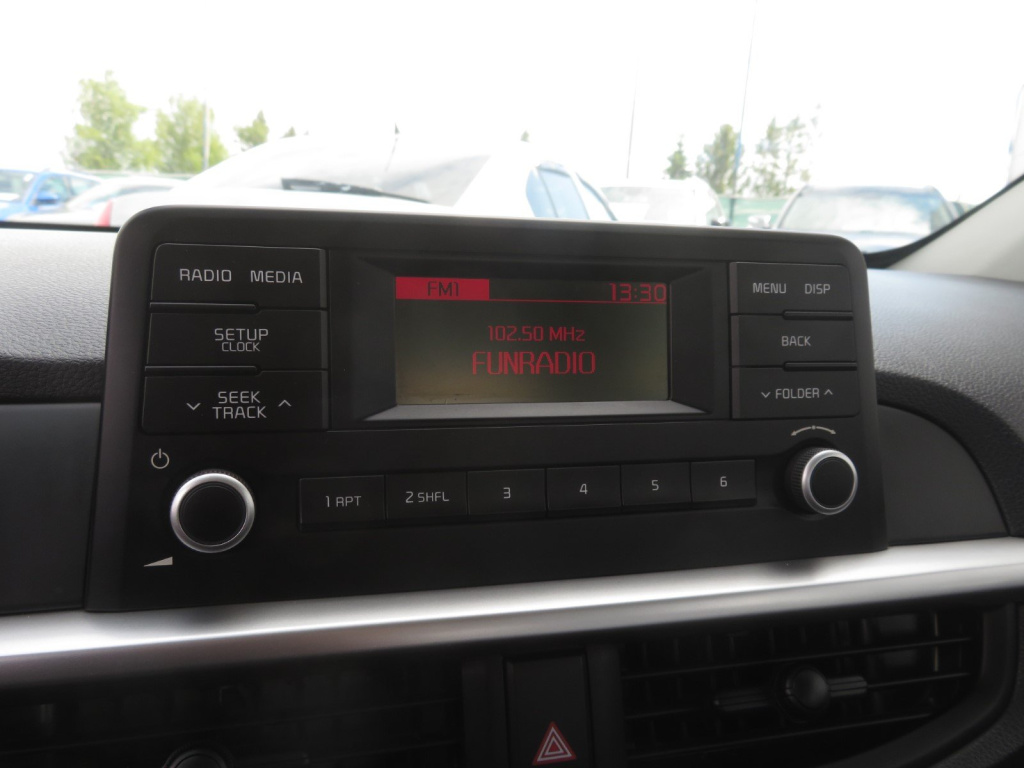 RADIO MEDIA
SETUP
CLOCK
SEEK
TRACK
FM1 13:30
102.50 MHz
FUNRADIO
MENU DISP
BACK
FOLDER
1 RPT 2 SHFL 3 4 5 6